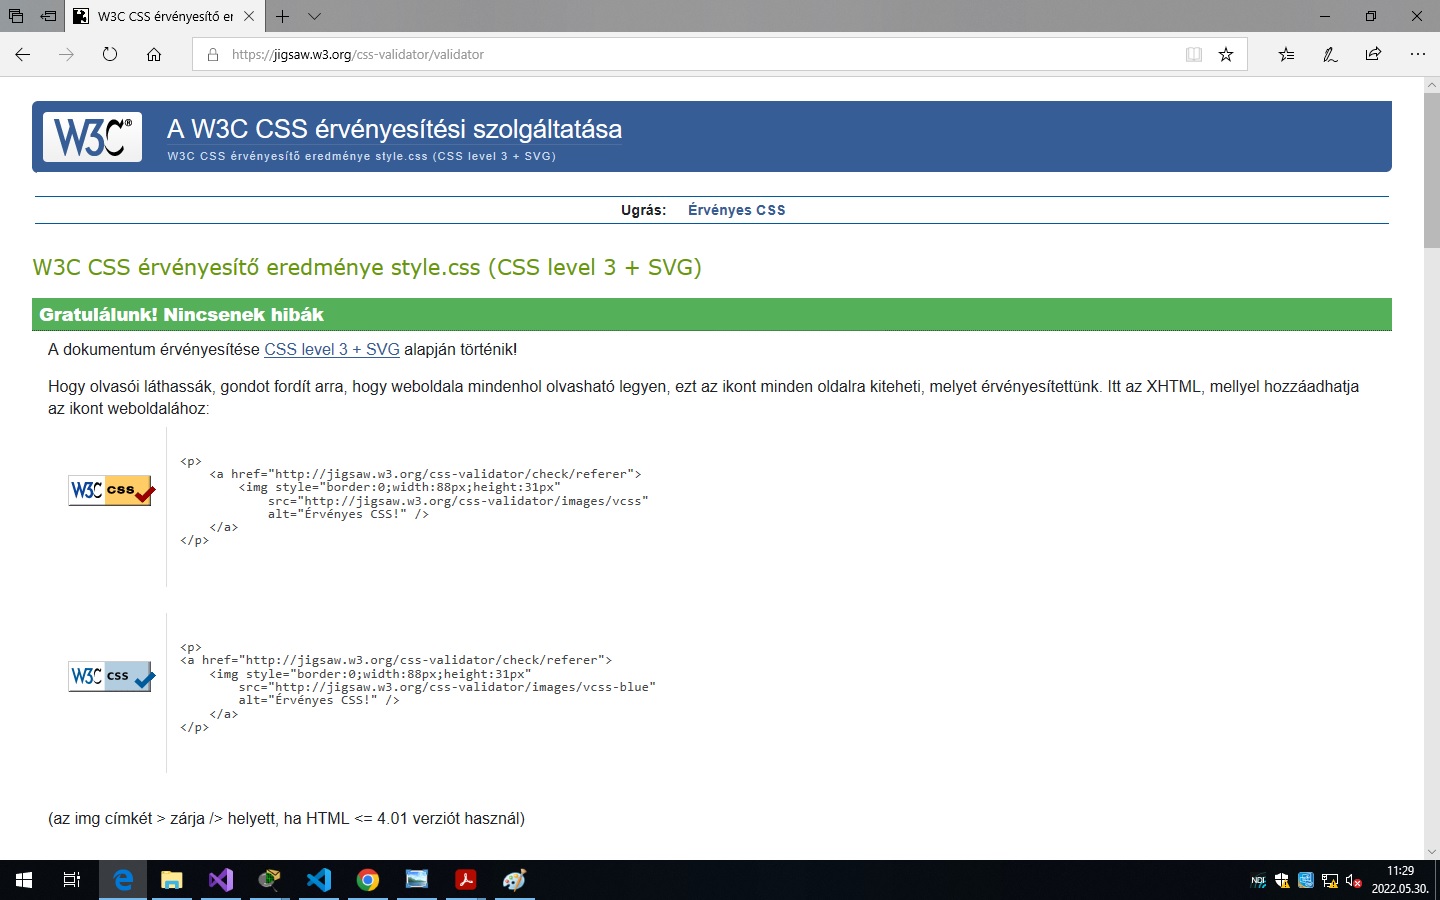 W3C CSS érvényesítő er
https://jigsaw.w3.org/css-validator/validator
W3C®
A W3C CSS érvényesítési szolgáltatása
W3C CSS érvényesítő eredménye style.css (CSS level 3 + SVG)
Ugrás: Érvényes CSS
W3C CSS érvényesítő eredménye style.css (CSS level 3 + SVG)
Gratulálunk! Nincsenek hibák
A dokumentum érvényesítése CSS level 3 + SVG alapján történik!
Hogy olvasói láthassák, gondot fordít arra, hogy weboldala mindenhol olvasható legyen, ezt az ikont minden oldalra kiteheti, melyet érvényesítettünk. Itt az XHTML, mellyel hozzáadhatja
az ikont weboldalához:
W3C css
<p>
<a href="http://jigsaw.w3.org/css-validator/check/referer">
<img style="border:0;width:88px;height:31px"
src="http://jigsaw.w3.org/css-validator/images/vcss"
alt="Érvényes CSS!" />
</a>
</p>
W3C css
<p>
<a href="http://jigsaw.w3.org/css-validator/check/referer">
<img style="border:0;width:88px;height:31px"
src="http://jigsaw.w3.org/css-validator/images/vcss-blue"
alt="Érvényes CSS!" />
</a>
</p>
(az img címkét > zárja /> helyett, ha HTML <= 4.01 verziót használ)
11:29
2022.05.30.